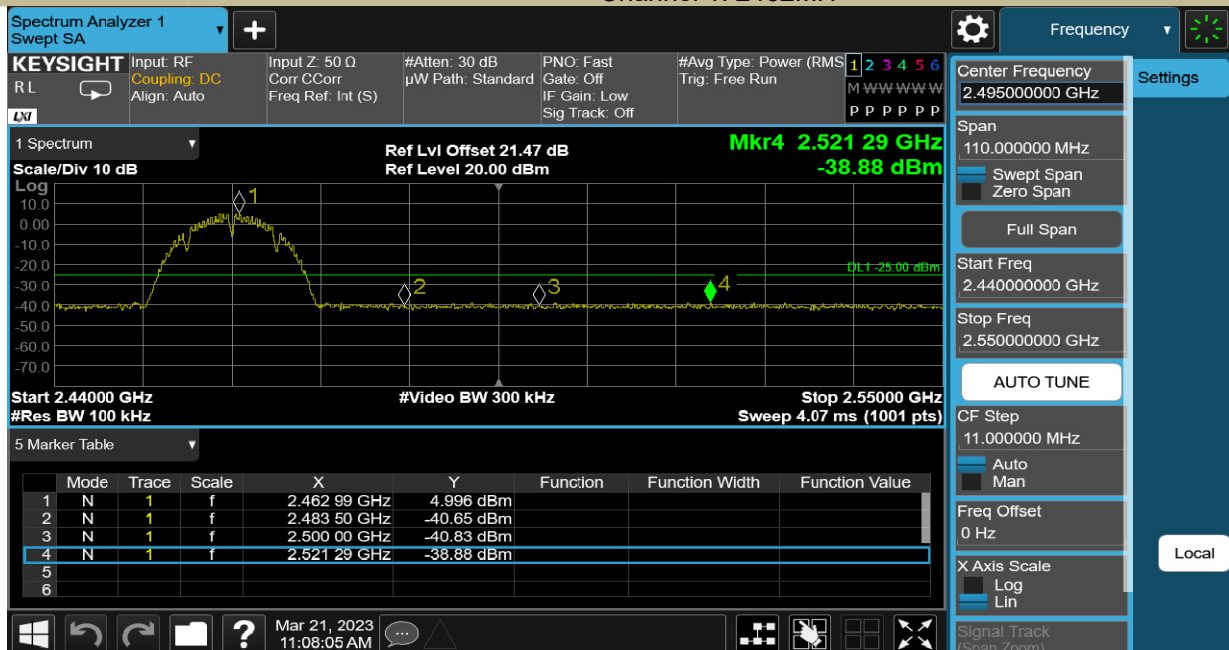 Spectrum Analyzer 1
Swept SA
Frequency
KEYSIGHT
RL
LXI
Input: RF
Coupling: DC
Align: Auto
Input Z: 50 Ω
Corr CCorr
Freq Ref: Int (S)
#Atten: 30 dB
µW Path: Standard
PNO: Fast
Gate: Off
IF Gain: Low
Sig Track: Off
#Avg Type: Power (RMS
Trig: Free Run
1 2 3 4 5 6
M W W W W W
P P P P P P
1 Spectrum
Scale/Div 10 dB
Ref Lvl Offset 21.47 dB
Ref Level 20.00 dBm
Mkr4 2.521 29 GHz
-38.88 dBm
Log
10.0
0.00
-10.0
-20.0
-30.0
-40.0
-50.0
-60.0
-70.0
1
2
3
4
DL1 -25.00 dBm
Start 2.44000 GHz
#Res BW 100 kHz
#Video BW 300 kHz
Stop 2.55000 GHz
Sweep 4.07 ms (1001 pts)
5 Marker Table
Mode Trace Scale X Y Function Function Width Function Value
1 N 1 f 2.462 99 GHz 4.996 dBm
2 N 1 f 2.483 50 GHz -40.65 dBm
3 N 1 f 2.500 00 GHz -40.83 dBm
4 N 1 f 2.521 29 GHz -38.88 dBm
5
6
Mar 21, 2023
11:08:05 AM
Center Frequency
2.495000000 GHz
Settings
Span
110.000000 MHz
Swept Span
Zero Span
Full Span
Start Freq
2.440000000 GHz
Stop Freq
2.550000000 GHz
AUTO TUNE
CF Step
11.000000 MHz
Auto
Man
Freq Offset
0 Hz
Local
X Axis Scale
Log
Lin
Signal Track
(Span Zoom)